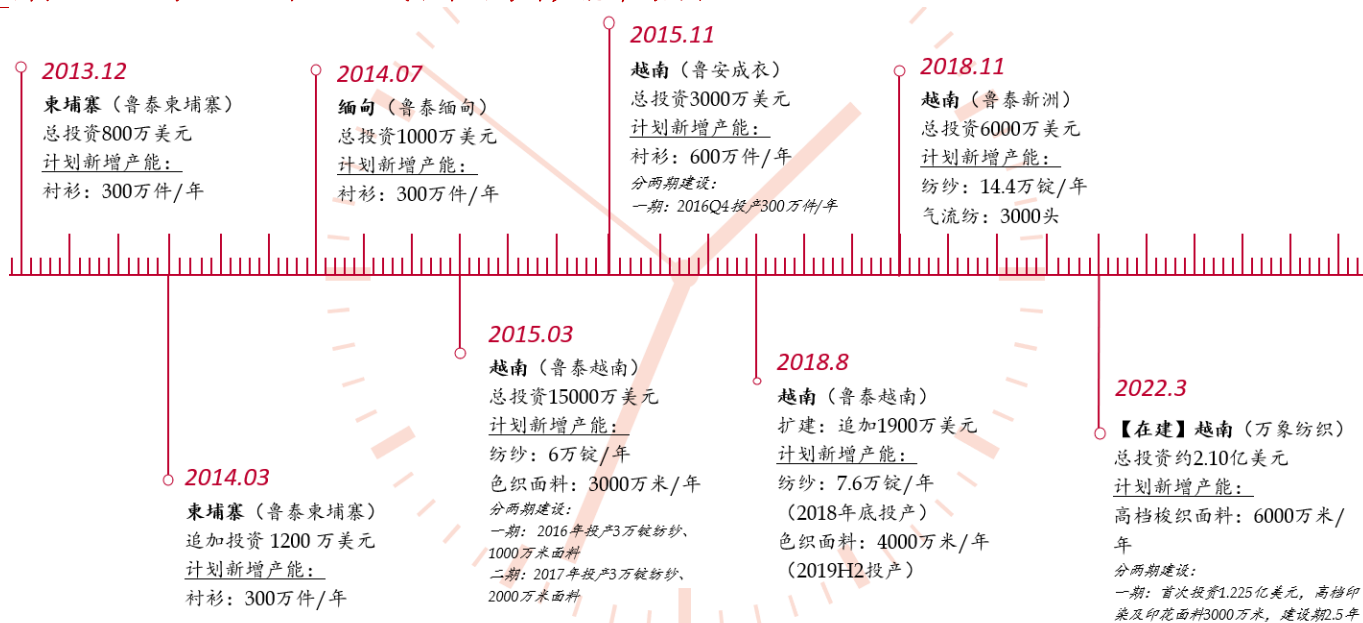 2013.12
柬埔寨（鲁泰柬埔寨）
总投资800万美元
计划新增产能：
衬衫：300万件/年
2014.03
柬埔寨（鲁泰柬埔寨）
追加投资 1200 万美元
计划新增产能：
衬衫：300万件/年
2014.07
缅甸（鲁泰缅甸）
总投资1000万美元
计划新增产能：
衬衫：300万件/年
2015.03
越南（鲁泰越南）
总投资15000万美元
计划新增产能：
纺纱：6万锭/年
色织面料：3000万米/年
分两期建设：
一期：2016年投产3万锭纺纱、
1000万米面料
二期：2017年投产3万锭纺纱、
2000万米面料
2015.11
越南（鲁安成衣）
总投资3000万美元
计划新增产能：
衬衫：600万件/年
分两期建设：
一期：2016Q4投产300万件/年
2018.8
越南（鲁泰越南）
扩建：追加1900万美元
计划新增产能：
纺纱：7.6万锭/年
（2018年底投产）
色织面料：4000万米/年
（2019H2投产）
2018.11
越南（鲁泰新洲）
总投资6000万美元
计划新增产能：
纺纱：14.4万锭/年
气流纺：3000头
2022.3
【在建】越南（万象纺织）
总投资约2.10亿美元
计划新增产能：
高档梭织面料：6000万米/
年
分两期建设：
一期：首次投资1.225亿美元，高档印
染及印花面料3000万米，建设期2.5年